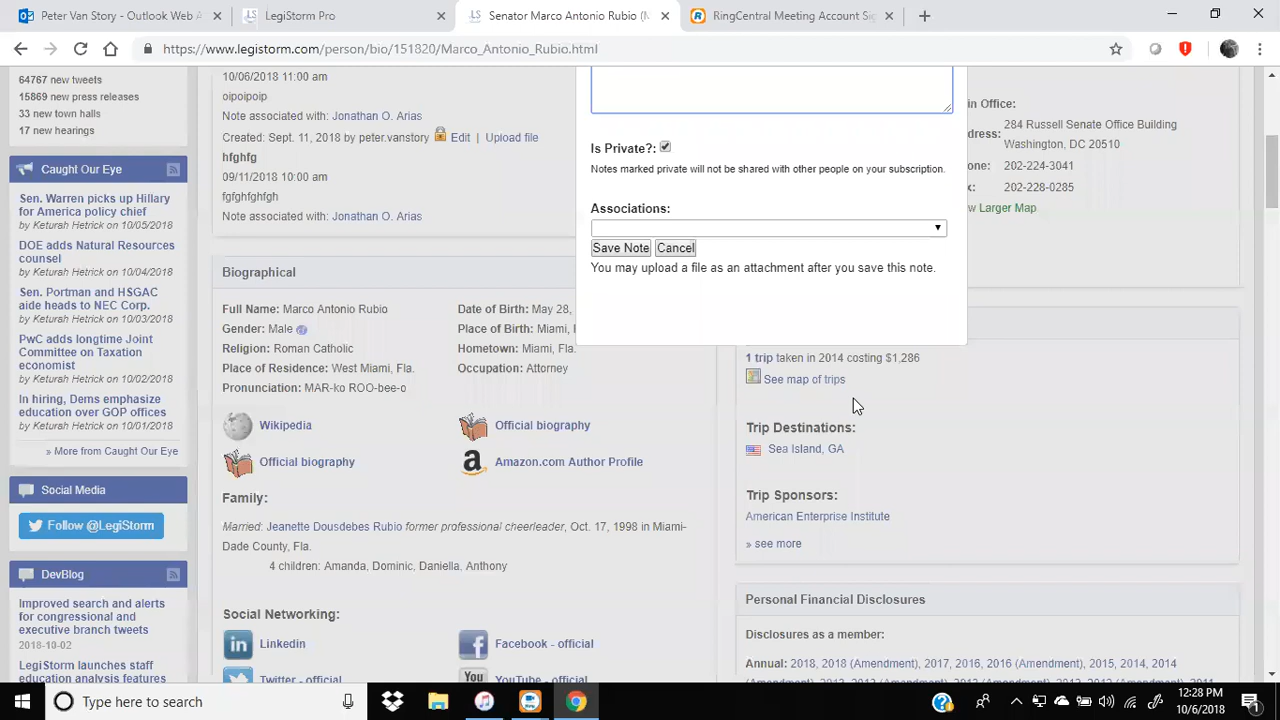 Peter Van Story - Outlook Web A
LegiStorm Pro
Senator Marco Antonio Rubio (M
RingCentral Meeting Account Sig
https://www.legistorm.com/person/bio/151820/Marco_Antonio_Rubio.html
64767 new tweets
15869 new press releases
33 new town halls
17 new hearings
Caught Our Eye
Sen. Warren picks up Hillary
for America policy chief
by Keturah Hetrick on 10/05/2018
DOE adds Natural Resources
counsel
by Keturah Hetrick on 10/04/2018
Sen. Portman and HSGAC
aide heads to NEC Corp.
by Keturah Hetrick on 10/03/2018
PwC adds longtime Joint
Committee on Taxation
economist
by Keturah Hetrick on 10/02/2018
In hiring, Dems emphasize
education over GOP offices
by Keturah Hetrick on 10/01/2018
» More from Caught Our Eye
Social Media
Follow @LegiStorm
DevBlog
Improved search and alerts
for congressional and
executive branch tweets
2018-10-02
LegiStorm launches staff
education analysis features
10/06/2018 11:00 am
oipoipoip
Note associated with: Jonathan O. Arias
Created: Sept. 11, 2018 by peter.vanstory Edit | Upload file
hfghfg
09/11/2018 10:00 am
fgfghfghfgh
Note associated with: Jonathan O. Arias
Biographical
Full Name: Marco Antonio Rubio
Gender: Male
Religion: Roman Catholic
Place of Residence: West Miami, Fla.
Pronunciation: MAR-ko ROO-bee-o
Date of Birth: May 28,
Place of Birth: Miami, F
Hometown: Miami, Fla.
Occupation: Attorney
Wikipedia
Official biography
Official biography
Amazon.com Author Profile
Family:
Married: Jeanette Dousdebes Rubio former professional cheerleader, Oct. 17, 1998 in Miami-
Dade County, Fla.
4 children: Amanda, Dominic, Daniella, Anthony
Social Networking:
Linkedin
Facebook - official
Twitter - official
YouTube - official
Is Private?:
Notes marked private will not be shared with other people on your subscription.
Associations:
Save Note Cancel
You may upload a file as an attachment after you save this note.
in Office:
dress: 284 Russell Senate Office Building
Washington, DC 20510
one: 202-224-3041
x: 202-228-0285
w Larger Map
1 trip taken in 2014 costing $1,286
See map of trips
Trip Destinations:
Sea Island, GA
Trip Sponsors:
American Enterprise Institute
» see more
Personal Financial Disclosures
Disclosures as a member:
Annual: 2018, 2018 (Amendment), 2017, 2016, 2016 (Amendment), 2015, 2014, 2014
Type here to search
12:28 PM
10/6/2018